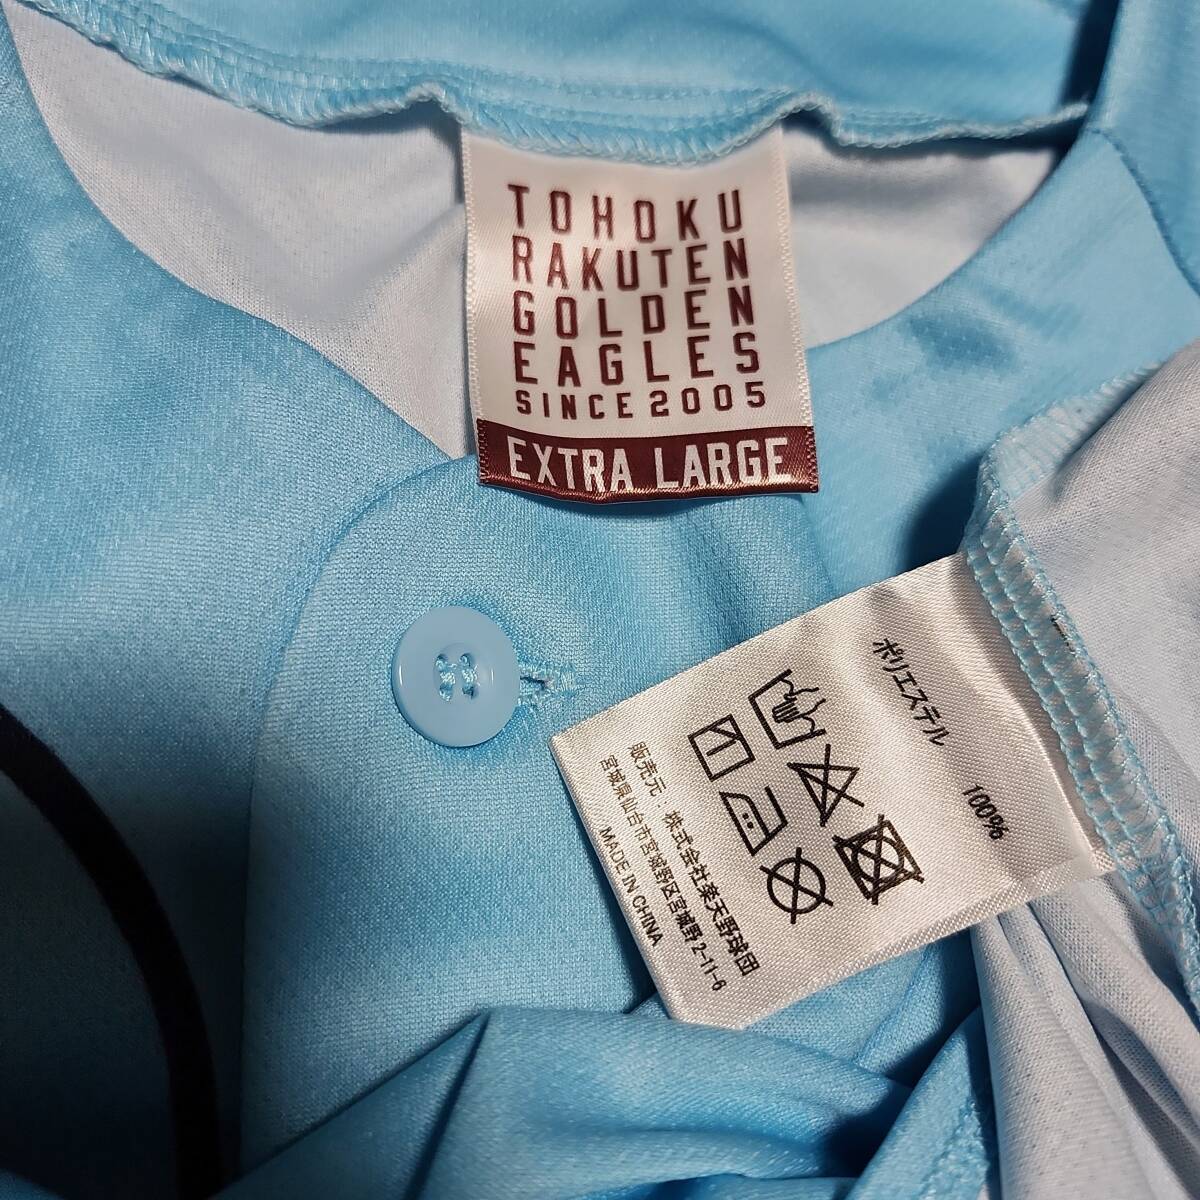 TOHOKU
RAKUTEN
GOLDEN
EAGLES
SINCE 2005
EXTRA LARGE
ポリエステル 100%
販売元：株式会社楽天野球団
宮城県仙台市宮城野区宮城野 2-11-6
MADE IN CHINA